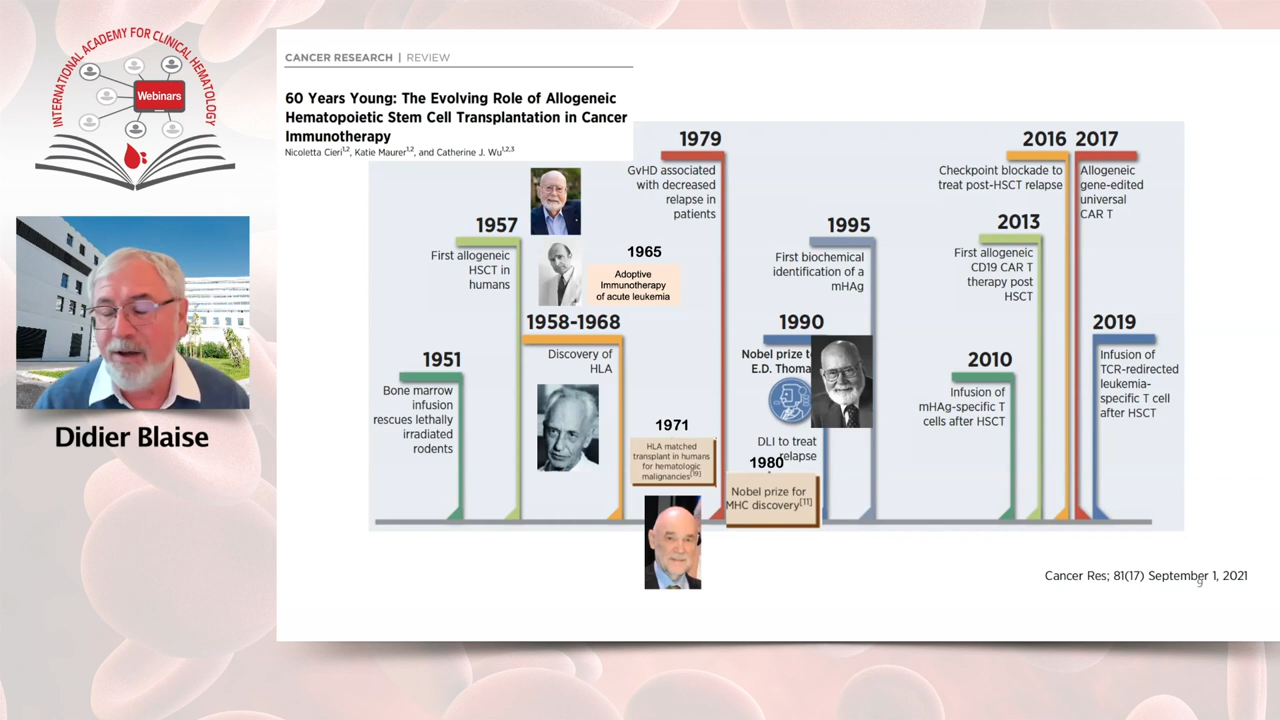 INTERNATIONAL ACADEMY FOR CLINICAL HEMATOLOGY
Webinars
Didier Blaise
CANCER RESEARCH | REVIEW
60 Years Young: The Evolving Role of Allogeneic
Hematopoietic Stem Cell Transplantation in Cancer
Immunotherapy
Nicoletta Cieri1,2, Katie Maurer1,2, and Catherine J. Wu1,2,3
1951
Bone marrow
infusion
rescues lethally
irradiated
rodents
1957
First allogeneic
HSCT in
humans
1958-1968
Discovery of
HLA
1965
Adoptive
Immunotherapy
of acute leukemia
1971
HLA matched
transplant in humans
for hematologic
malignancies[19]
1979
GvHD associated
with decreased
relapse in
patients
1980
Nobel prize for
MHC discovery[11]
1990
Nobel prize to
E.D. Thoma
DLI to treat
relapse
1995
First biochemical
identification of a
mHAg
2010
Infusion of
mHAg-specific T
cells after HSCT
2013
First allogeneic
CD19 CAR T
therapy post
HSCT
2016
Checkpoint blockade to
treat post-HSCT relapse
2017
Allogeneic
gene-edited
universal
CAR T
2019
Infusion of
TCR-redirected
leukemia-
specific T cell
after HSCT
Cancer Res; 81(17) September 1, 2021
9